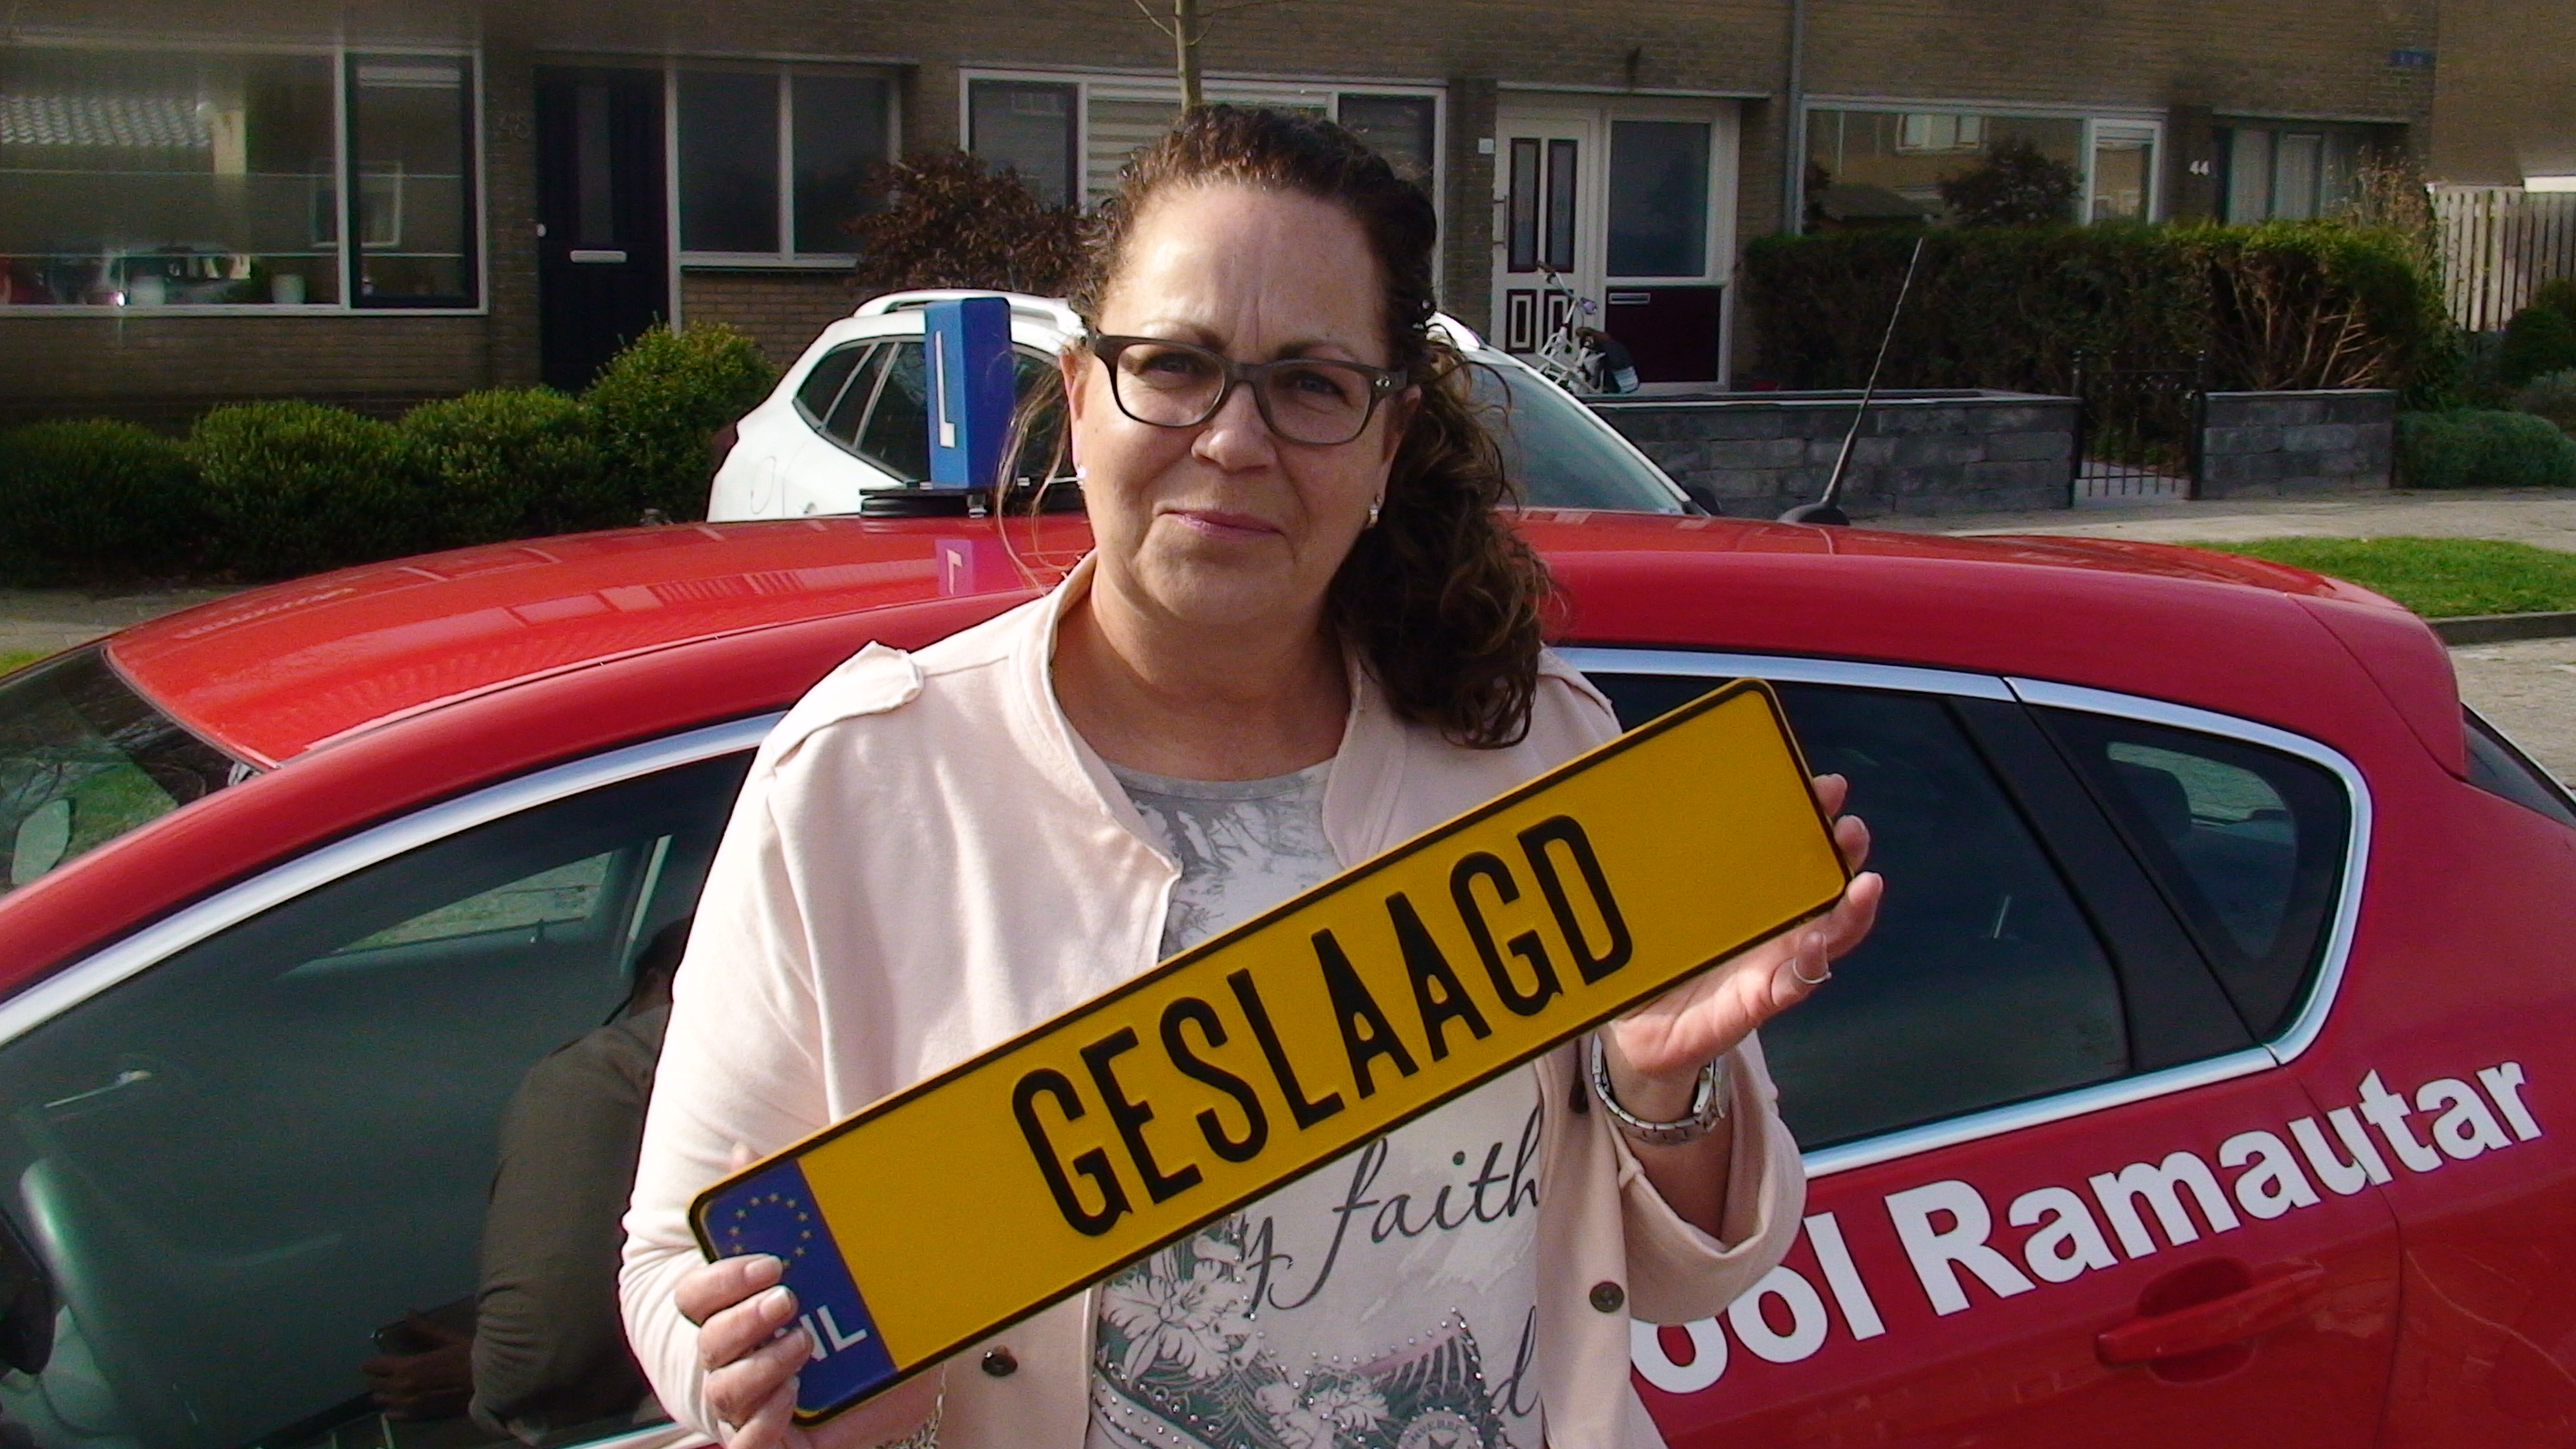 44
L
GESLAAGD
NL
faith
ool Ramautar